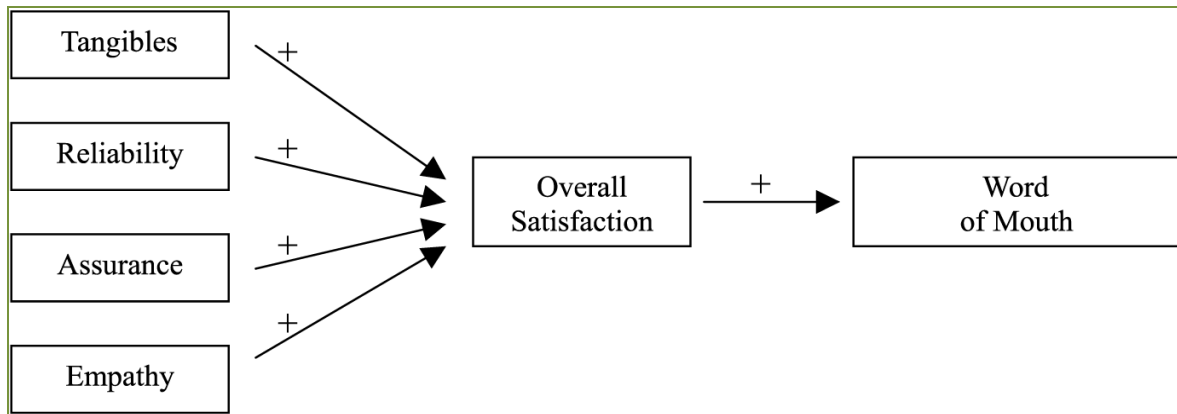 Tangibles
+
Reliability
+
Assurance
+
Empathy
+
Overall
Satisfaction
+
Word
of Mouth